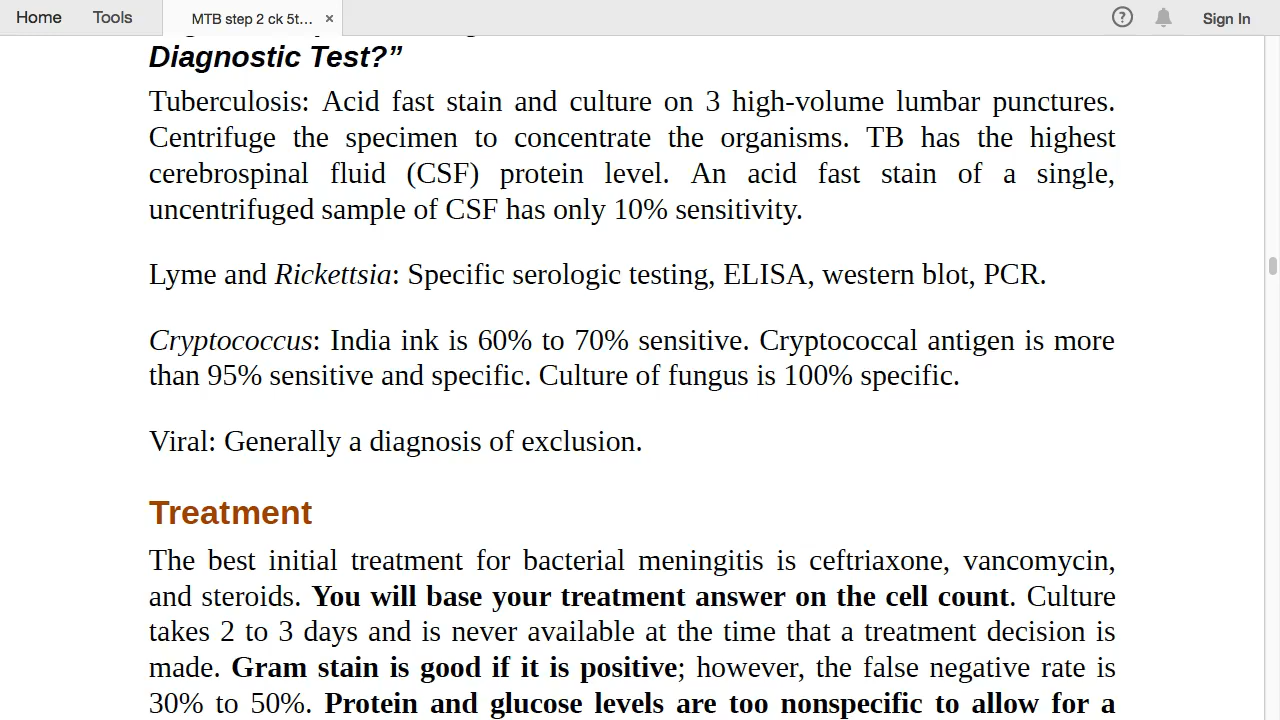 Home Tools MTB step 2 ck 5t... × ? Sign In
Diagnostic Test?”
Tuberculosis: Acid fast stain and culture on 3 high-volume lumbar punctures.
Centrifuge the specimen to concentrate the organisms. TB has the highest
cerebrospinal fluid (CSF) protein level. An acid fast stain of a single,
uncentrifuged sample of CSF has only 10% sensitivity.
Lyme and Rickettsia: Specific serologic testing, ELISA, western blot, PCR.
Cryptococcus: India ink is 60% to 70% sensitive. Cryptococcal antigen is more
than 95% sensitive and specific. Culture of fungus is 100% specific.
Viral: Generally a diagnosis of exclusion.
Treatment
The best initial treatment for bacterial meningitis is ceftriaxone, vancomycin,
and steroids. You will base your treatment answer on the cell count. Culture
takes 2 to 3 days and is never available at the time that a treatment decision is
made. Gram stain is good if it is positive; however, the false negative rate is
30% to 50%. Protein and glucose levels are too nonspecific to allow for a